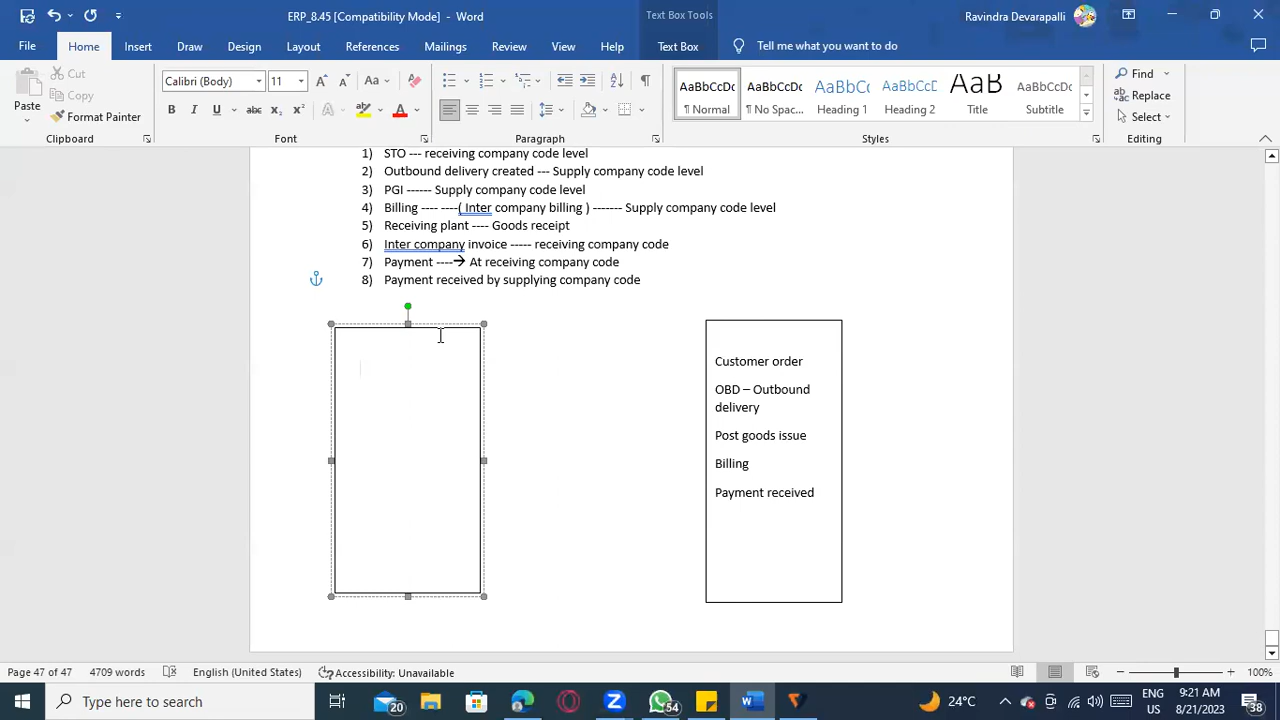 ERP_8.45 [Compatibility Mode] - Word
Text Box Tools
Ravindra Devarapalli
File Home Insert Draw Design Layout References Mailings Review View Help Text Box Tell me what you want to do
Paste
Cut
Copy
Format Painter
Clipboard
Calibri (Body) 11
Font
Paragraph
AaBbCcDc AaBbCcDc AaBbCc AaBbCcD AaB AaBbCcD
¶ Normal ¶ No Spac... Heading 1 Heading 2 Title Subtitle
Styles
Find
Replace
Select
Editing
1) STO --- receiving company code level
2) Outbound delivery created --- Supply company code level
3) PGI ------ Supply company code level
4) Billing ---- ----( Inter company billing ) ------- Supply company code level
5) Receiving plant ---- Goods receipt
6) Inter company invoice ----- receiving company code
7) Payment ----→ At receiving company code
8) Payment received by supplying company code
Customer order
OBD – Outbound
delivery
Post goods issue
Billing
Payment received
Page 47 of 47 4709 words English (United States) Accessibility: Unavailable 100%
Type here to search
20
54
24°C
ENG
US
9:21 AM
8/21/2023
38